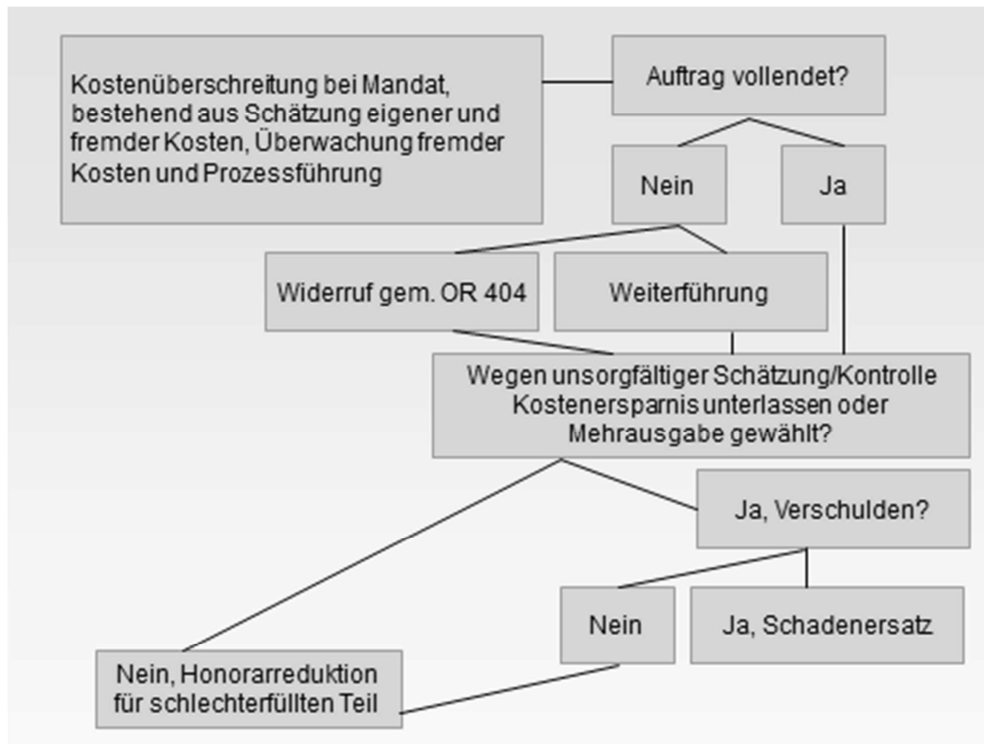 Kostenüberschreitung bei Mandat,
bestehend aus Schätzung eigener und
fremder Kosten, Überwachung fremder
Kosten und Prozessführung
Auftrag vollendet?
Nein
Ja
Widerruf gem. OR 404
Weiterführung
Wegen unsorgfältiger Schätzung/Kontrolle
Kostenersparnis unterlassen oder
Mehrausgabe gewählt?
Ja, Verschulden?
Nein
Ja, Schadenersatz
Nein, Honorarreduktion
für schlechterfüllten Teil